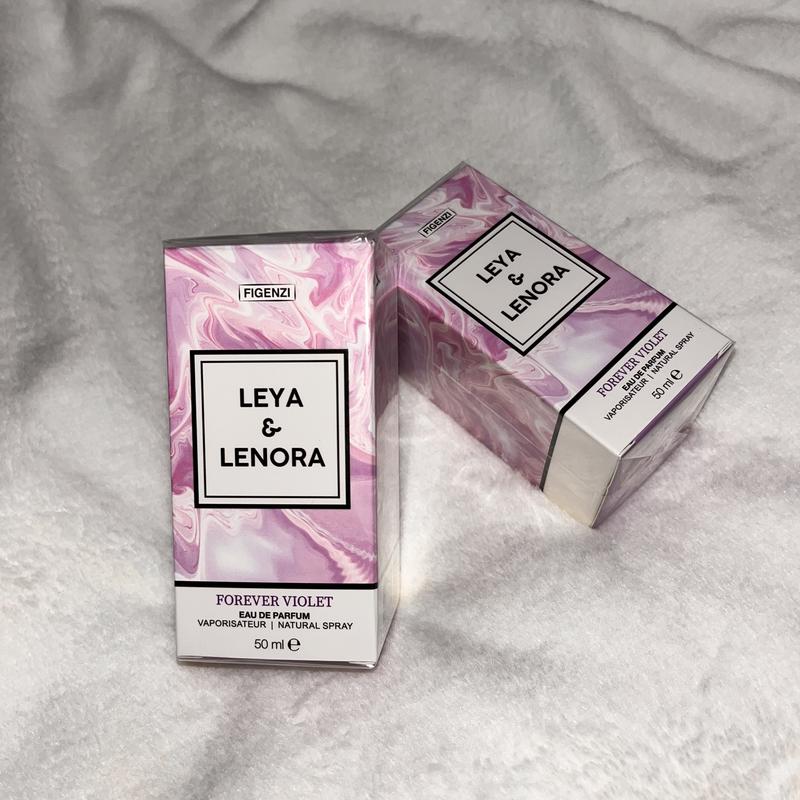 FIGENZI
LEYA
&
LENORA
FOREVER VIOLET
EAU DE PARFUM
VAPORISATEUR | NATURAL SPRAY
50 ml ℮
FIGENZI
LEYA
&
LENORA
FOREVER VIOLET
EAU DE PARFUM
VAPORISATEUR | NATURAL SPRAY
50 ml ℮